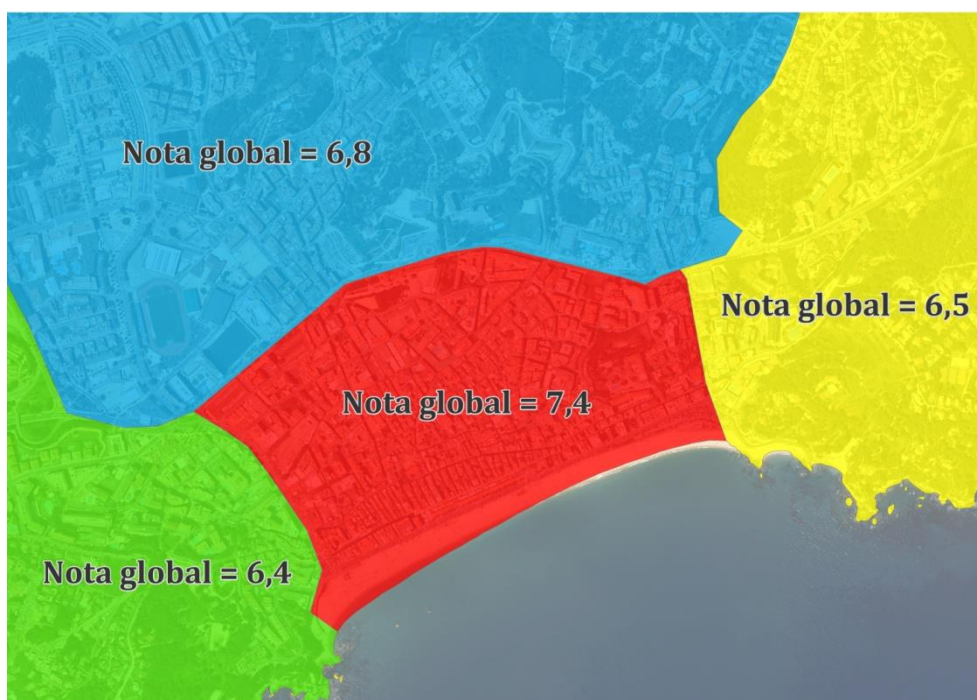 Nota global = 6,8
Nota global = 6,5
Nota global = 7,4
Nota global = 6,4